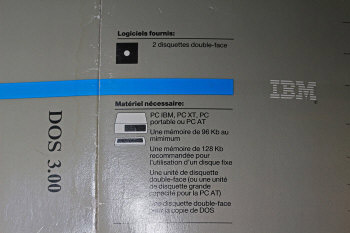 Logiciels fournis:
2 disquettes double-face
IBM
Matériel nécessaire:
PC IBM, PC XT, PC
portable ou PC AT
Une mémoire de 96 Kb au
mimimum
Une mémoire de 128 Kb
recommandée pour
l'utilisation d'un disque fixe
Une unité de disquette
double-face (ou une unité
de disquette grande
capacité pour la PC AT)
Une disquette double-face
pour la copie de DOS
DOS 3.00